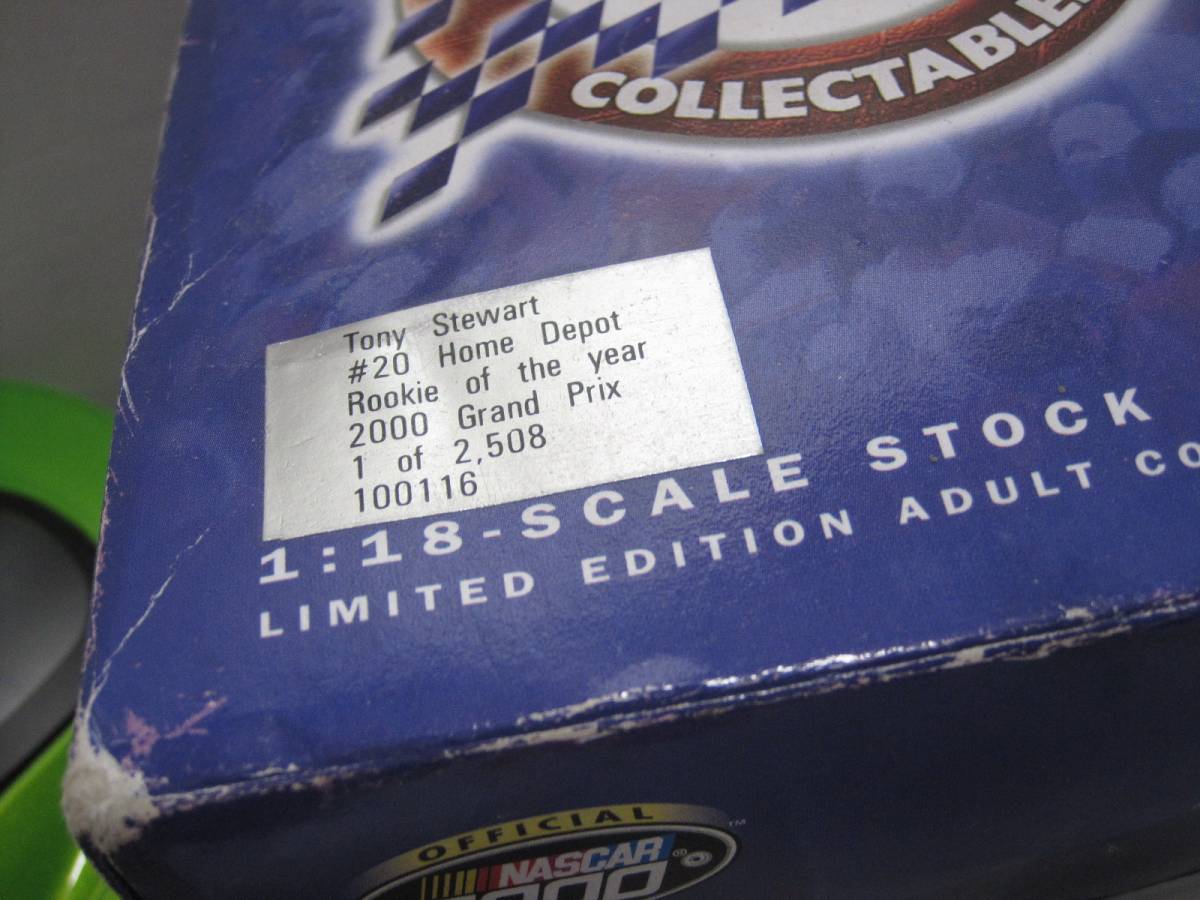 COLLECTABLE
Tony Stewart
#20 Home Depot
Rookie of the year
2000 Grand Prix
1 of 2,508
100116
1:18-SCALE STOCK
LIMITED EDITION ADULT CO
OFFICIAL
™
NASCAR ®